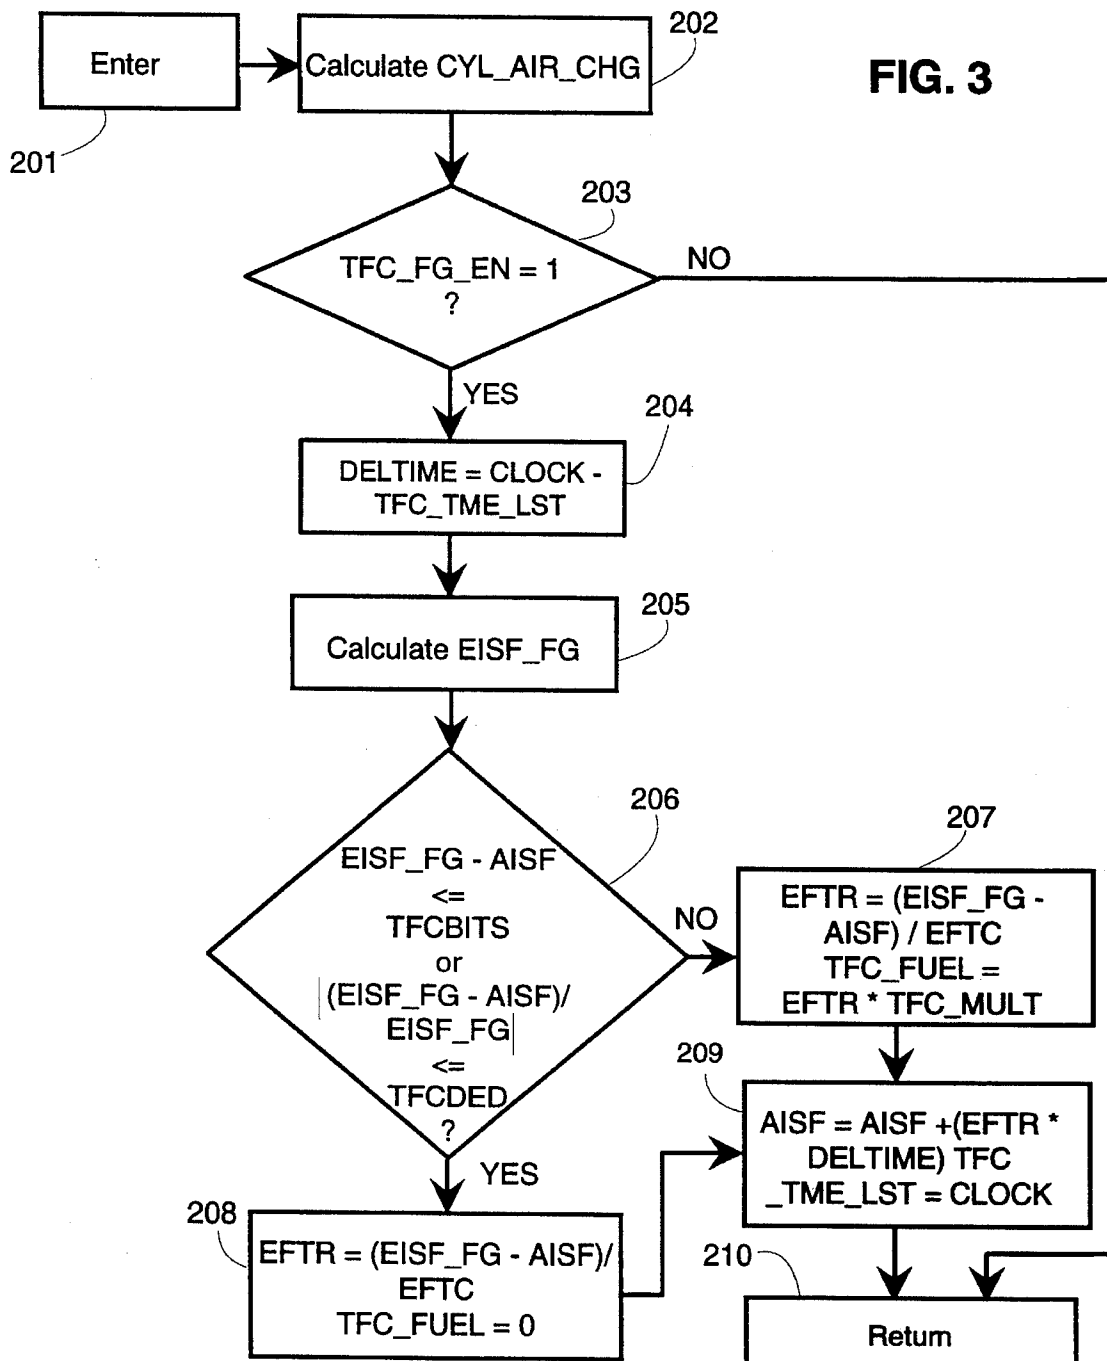 FIG. 3
Enter
201
Calculate CYL_AIR_CHG
202
203
TFC_FG_EN = 1
?
NO
YES
204
DELTIME = CLOCK -
TFC_TME_LST
205
Calculate EISF_FG
206
EISF_FG - AISF
<=
TFCBITS
or
|(EISF_FG - AISF)/
EISF_FG|
<=
TFCDED
?
NO
YES
207
EFTR = (EISF_FG -
AISF) / EFTC
TFC_FUEL =
EFTR * TFC_MULT
208
EFTR = (EISF_FG - AISF)/
EFTC
TFC_FUEL = 0
209
AISF = AISF +(EFTR *
DELTIME) TFC
_TME_LST = CLOCK
210
Return